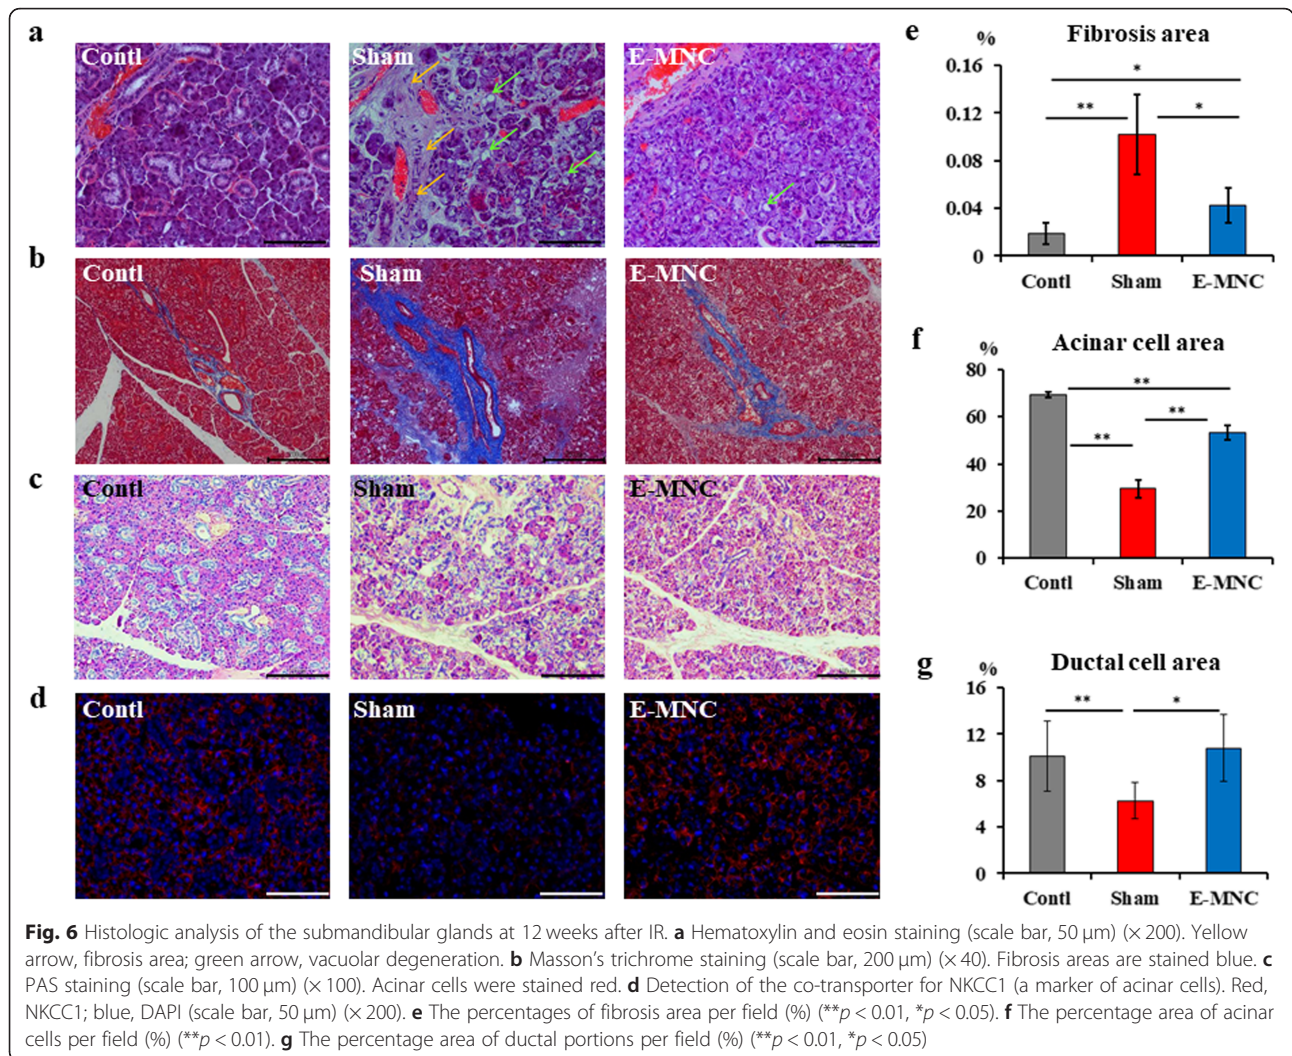 a
Contl
Sham
E-MNC
b
Contl
Sham
E-MNC
c
Contl
Sham
E-MNC
d
Contl
Sham
E-MNC
e
%
Fibrosis area
0.16
0.12
0.08
0.04
0
*
**
*
Contl
Sham
E-MNC
f
%
Acinar cell area
80
60
40
20
0
**
**
**
Contl
Sham
E-MNC
g
%
Ductal cell area
16
12
8
4
0
**
*
Contl
Sham
E-MNC
Fig. 6 Histologic analysis of the submandibular glands at 12 weeks after IR. a Hematoxylin and eosin staining (scale bar, 50 μm) (× 200). Yellow
arrow, fibrosis area; green arrow, vacuolar degeneration. b Masson's trichrome staining (scale bar, 200 μm) (× 40). Fibrosis areas are stained blue. c
PAS staining (scale bar, 100 μm) (× 100). Acinar cells were stained red. d Detection of the co-transporter for NKCC1 (a marker of acinar cells). Red,
NKCC1; blue, DAPI (scale bar, 50 μm) (× 200). e The percentages of fibrosis area per field (%) (**p < 0.01, *p < 0.05). f The percentage area of acinar
cells per field (%) (**p < 0.01). g The percentage area of ductal portions per field (%) (**p < 0.01, *p < 0.05)